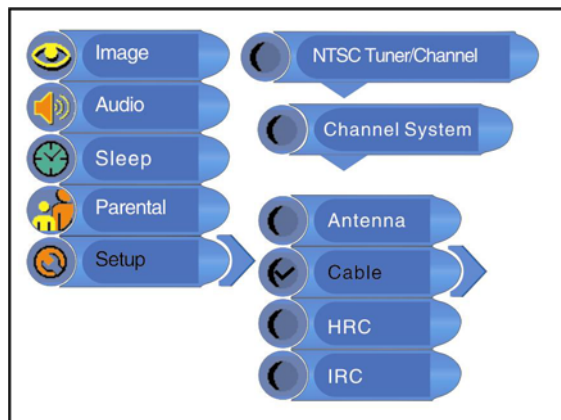 Image
Audio
Sleep
Parental
Setup
NTSC Tuner/Channel
Channel System
Antenna
Cable
HRC
IRC